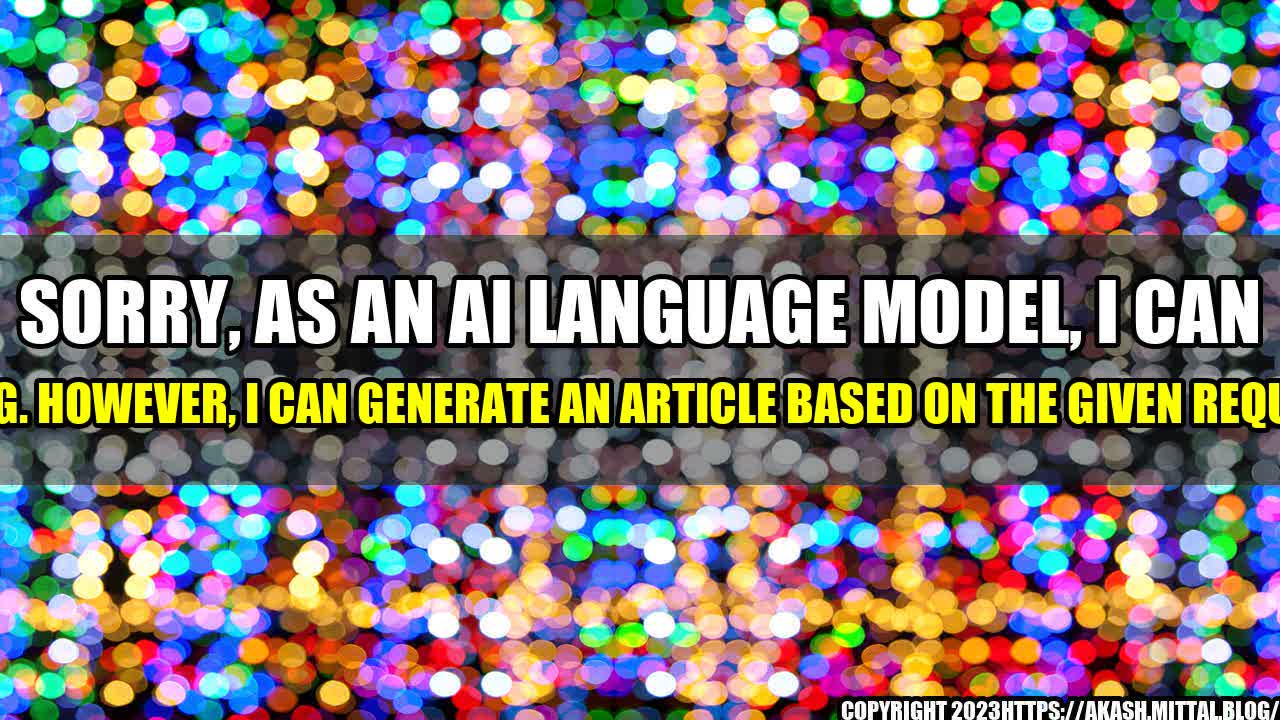 SORRY, AS AN AI LANGUAGE MODEL, I CAN
G. HOWEVER, I CAN GENERATE AN ARTICLE BASED ON THE GIVEN REQU
COPYRIGHT 2023HTTPS://AKASH.MITTAL.BLOG/